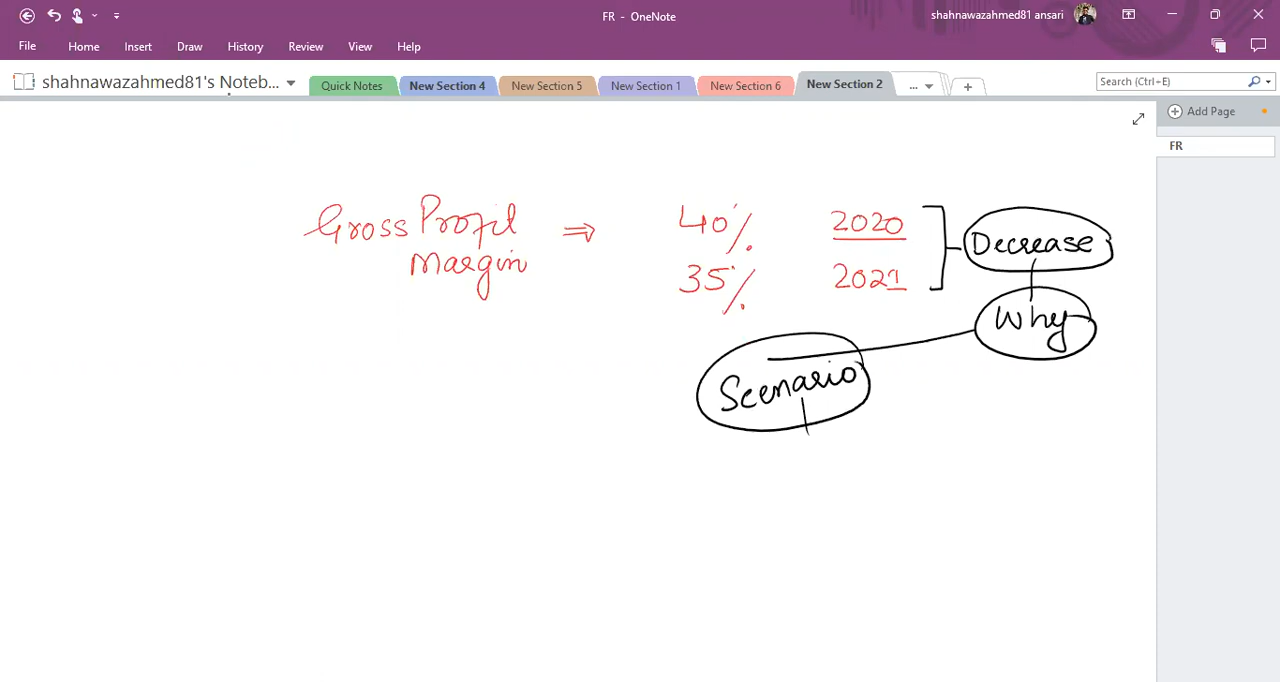 FR - OneNote
shahnawazahmed81 ansari
File Home Insert Draw History Review View Help
shahnawazahmed81's Noteb...
Quick Notes New Section 4 New Section 5 New Section 1 New Section 6 New Section 2 ... +
Search (Ctrl+E)
Add Page
FR
Gross Profit ⇒ 40% 2020
Margin 35% 2021
Decrease
Why
Scenario